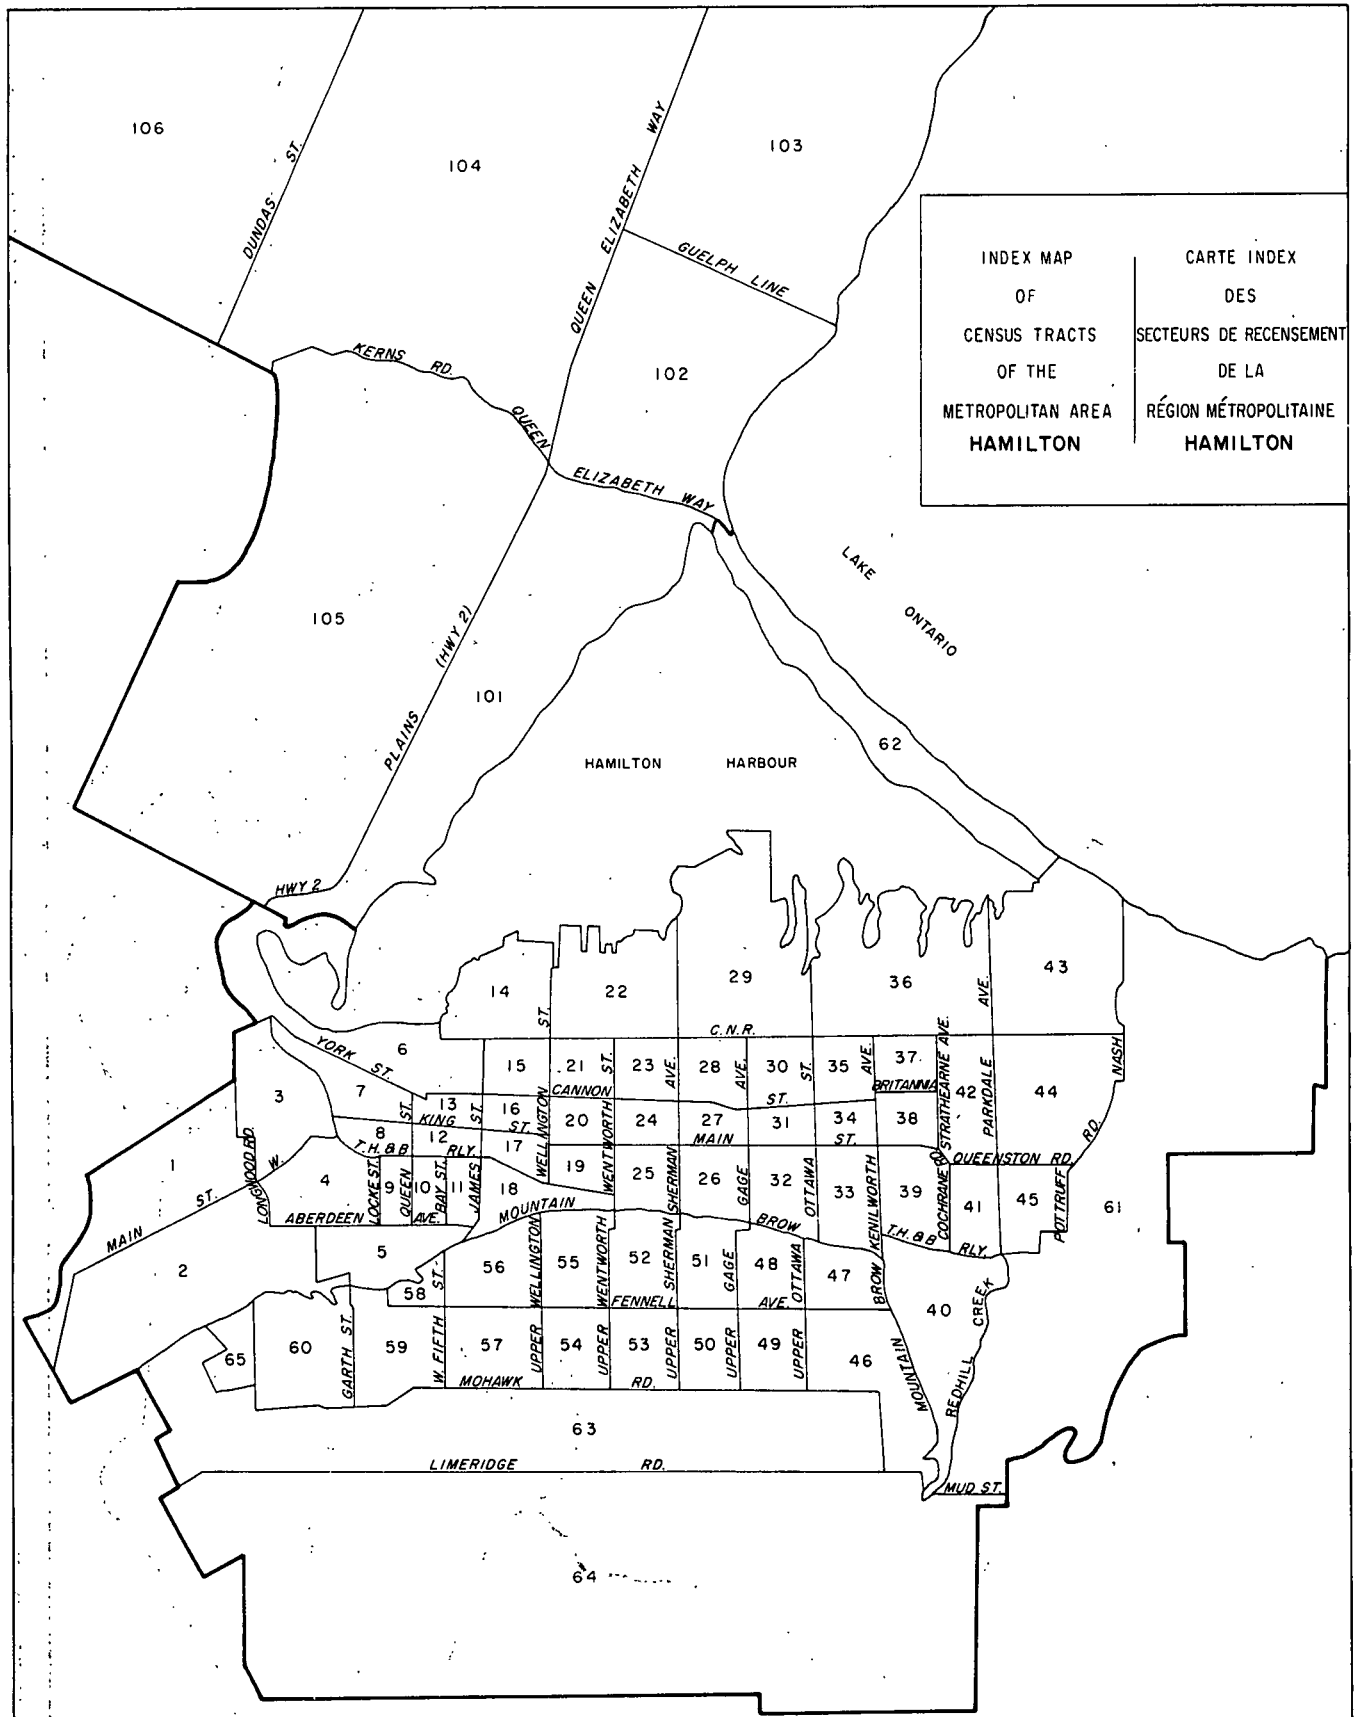 106
DUNDAS ST.
104
QUEEN ELIZABETH WAY
103
GUELPH LINE
INDEX MAP
OF
CENSUS TRACTS
OF THE
METROPOLITAN AREA
HAMILTON
CARTE INDEX
DES
SECTEURS DE RECENSEMENT
DE LA
RÉGION MÉTROPOLITAINE
HAMILTON
KERNS RD.
102
QUEEN ELIZABETH WAY
LAKE ONTARIO
105
PLAINS (HWY 2)
101
62
HAMILTON HARBOUR
HWY 2
14
22
29
36
43
C.N.R.
YORK ST.
6
15
21
23
28
30
35
37
42
44
3
7
CANNON ST.
BRITANNIA
STRATHEARNE AVE.
PARKDALE AVE.
NASH RD.
13
16
20
24
27
31
34
38
KING ST.
MAIN ST.
8
12
17
T.H.&B RLY.
QUEENSTON RD.
1
LONGWOOD RD.
MAIN ST. W.
4
LOCKE ST.
9
QUEEN ST.
10
BAY ST.
11
JAMES ST.
18
WELLINGTON ST.
19
WENTWORTH ST.
25
SHERMAN AVE.
26
GAGE AVE.
32
OTTAWA ST.
33
KENILWORTH AVE.
39
COCHRANE RD.
41
45
POTTRUFF
61
ABERDEEN AVE.
MOUNTAIN BROW
T.H.&B RLY.
2
5
58
56
55
52
51
48
47
40
FENNELL AVE.
65
60
GARTH ST.
59
W. FIFTH ST.
57
UPPER WELLINGTON
54
UPPER WENTWORTH
53
UPPER SHERMAN
50
UPPER GAGE
49
UPPER OTTAWA
46
MOUNTAIN BROW
REDHILL CREEK
MOHAWK RD.
63
LIMERIDGE RD.
MUD ST.
64